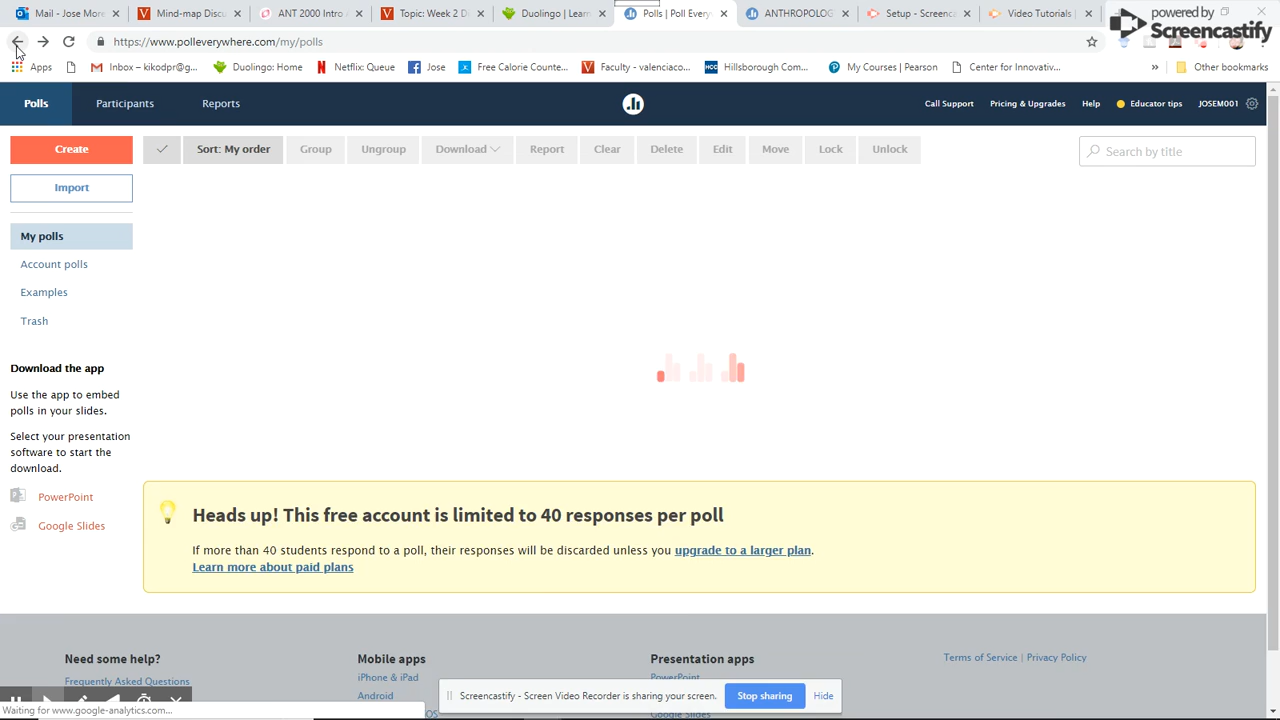 Mail - Jose More
Mind-map Discu
ANT 2000 Intro A
Topic: Week 2 D
Duolingo | Learn
Polls | Poll Every
ANTHROPOLOG
Setup - Screenca
Video Tutorials |
powered by
Screencastify
https://www.polleverywhere.com/my/polls
Apps
Inbox – kikodpr@g...
Duolingo: Home
Netflix: Queue
Jose
Free Calorie Counte...
Faculty - valenciaco...
HCC
Hillsborough Com...
My Courses | Pearson
Center for Innovativ...
»
Other bookmarks
Polls
Participants
Reports
Call Support
Pricing & Upgrades
Help
Educator tips
JOSEM001
Create
Sort: My order
Group
Ungroup
Download
Report
Clear
Delete
Edit
Move
Lock
Unlock
Search by title
Import
My polls
Account polls
Examples
Trash
Download the app
Use the app to embed
polls in your slides.
Select your presentation
software to start the
download.
PowerPoint
Google Slides
Heads up! This free account is limited to 40 responses per poll
If more than 40 students respond to a poll, their responses will be discarded unless you upgrade to a larger plan.
Learn more about paid plans
Need some help?
Frequently Asked Questions
Mobile apps
iPhone & iPad
Android
Presentation apps
PowerPoint
Google Slides
Terms of Service | Privacy Policy
Screencastify - Screen Video Recorder is sharing your screen.
Stop sharing
Hide
Waiting for www.google-analytics.com...